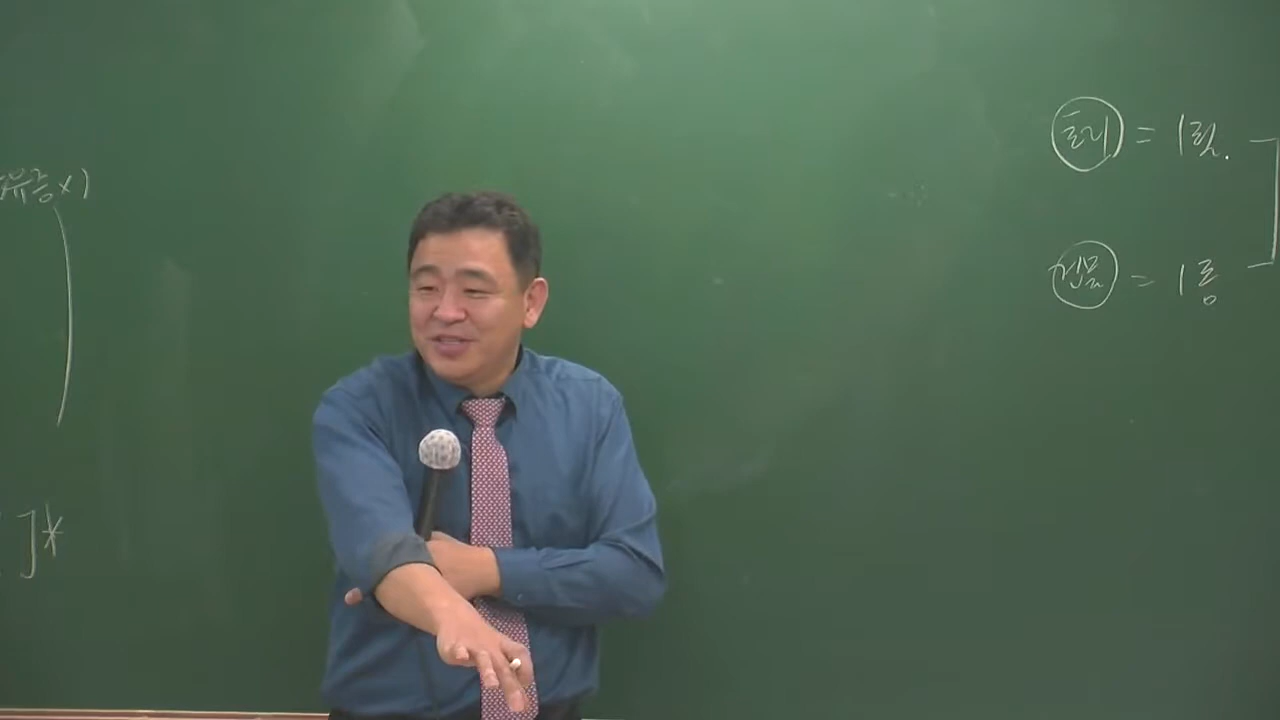 유증×)
]*
토지 = 1필.
건물 = 1동